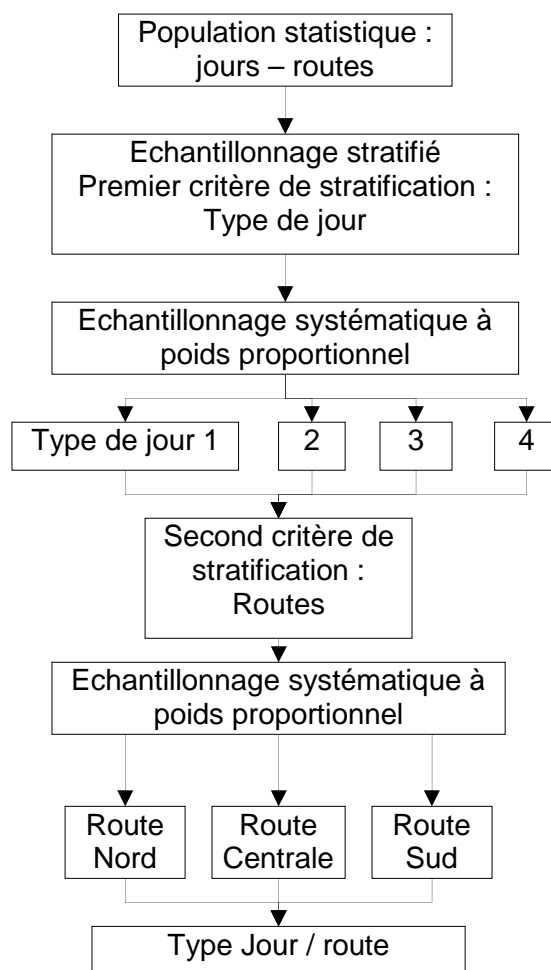 Population statistique :
jours – routes
Echantillonnage stratifié
Premier critère de stratification :
Type de jour
Echantillonnage systématique à
poids proportionnel
Type de jour 1
2
3
4
Second critère de
stratification :
Routes
Echantillonnage systématique à
poids proportionnel
Route
Nord
Route
Centrale
Route
Sud
Type Jour / route